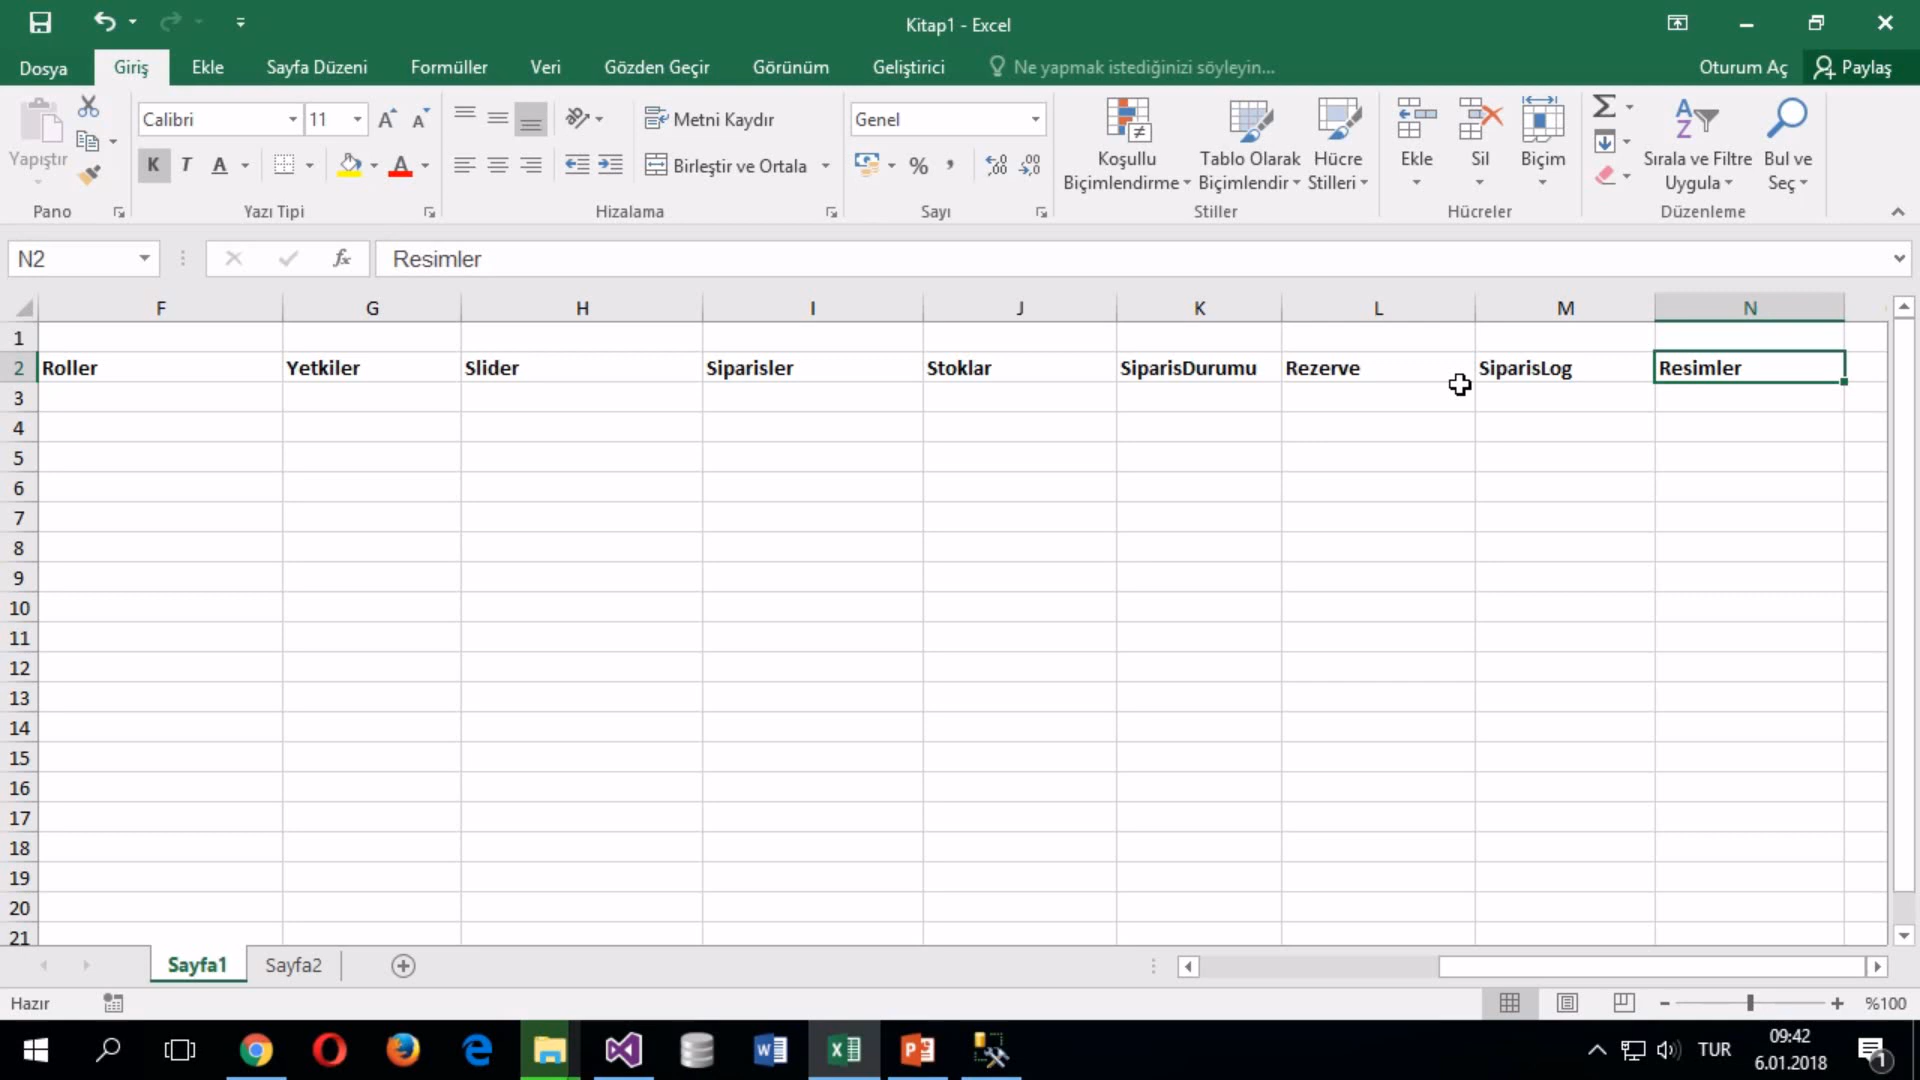 Kitap1 - Excel
Dosya Giriş Ekle Sayfa Düzeni Formüller Veri Gözden Geçir Görünüm Geliştirici Ne yapmak istediğinizi söyleyin... Oturum Aç Paylaş
Yapıştır
Calibri 11
K T A A
Metni Kaydır
Birleştir ve Ortala
Genel
%
Koşullu Biçimlendirme
Tablo Olarak Biçimlendir
Hücre Stilleri
Ekle
Sil
Biçim
Sırala ve Filtre Uygula
Bul ve Seç
Pano Yazı Tipi Hizalama Sayı Stiller Hücreler Düzenleme
N2 fx Resimler
F G H I J K L M N
1
2 Roller Yetkiler Slider Siparisler Stoklar SiparisDurumu Rezerve SiparisLog Resimler
3
4
5
6
7
8
9
10
11
12
13
14
15
16
17
18
19
20
21
Sayfa1 Sayfa2
Hazır %100
TUR 09:42
6.01.2018
1